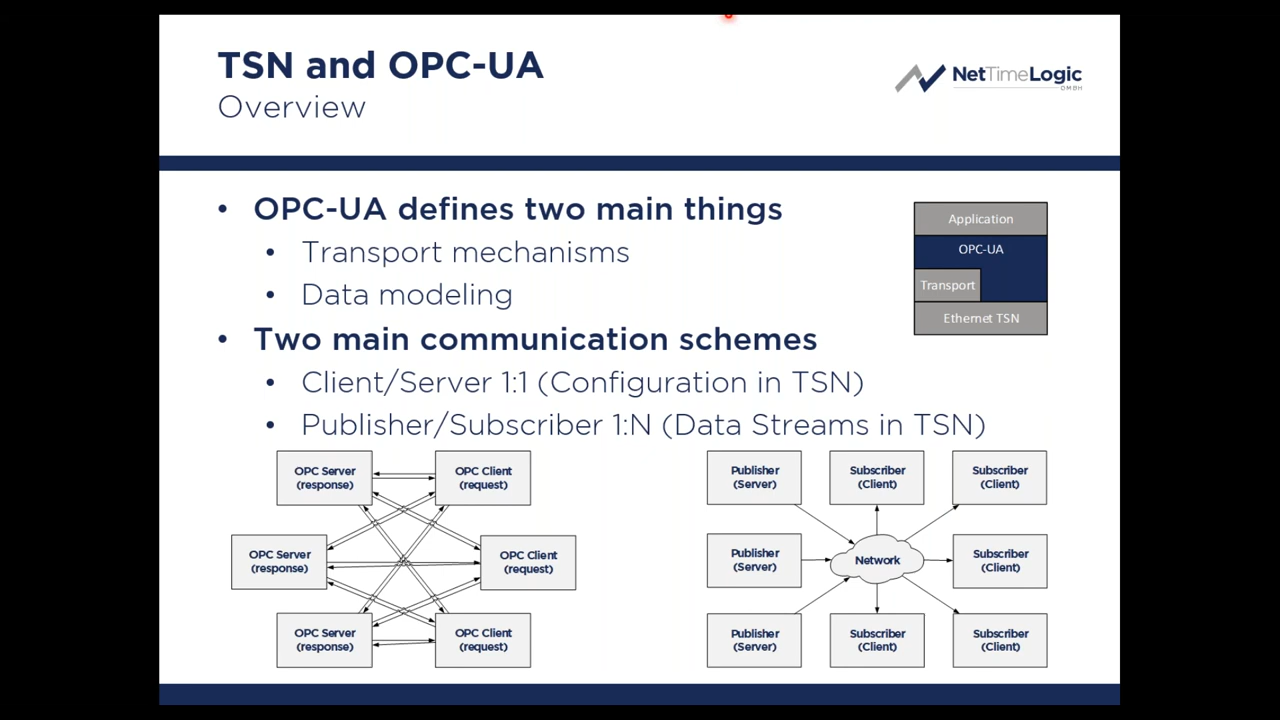 TSN and OPC-UA
Overview
NetTimeLogic
GMBH
• OPC-UA defines two main things
• Transport mechanisms
• Data modeling
• Two main communication schemes
• Client/Server 1:1 (Configuration in TSN)
• Publisher/Subscriber 1:N (Data Streams in TSN)
Application
OPC-UA
Transport
Ethernet TSN
OPC Server
(response)
OPC Client
(request)
OPC Server
(response)
OPC Client
(request)
OPC Server
(response)
OPC Client
(request)
Publisher
(Server)
Subscriber
(Client)
Subscriber
(Client)
Publisher
(Server)
Network
Subscriber
(Client)
Publisher
(Server)
Subscriber
(Client)
Subscriber
(Client)